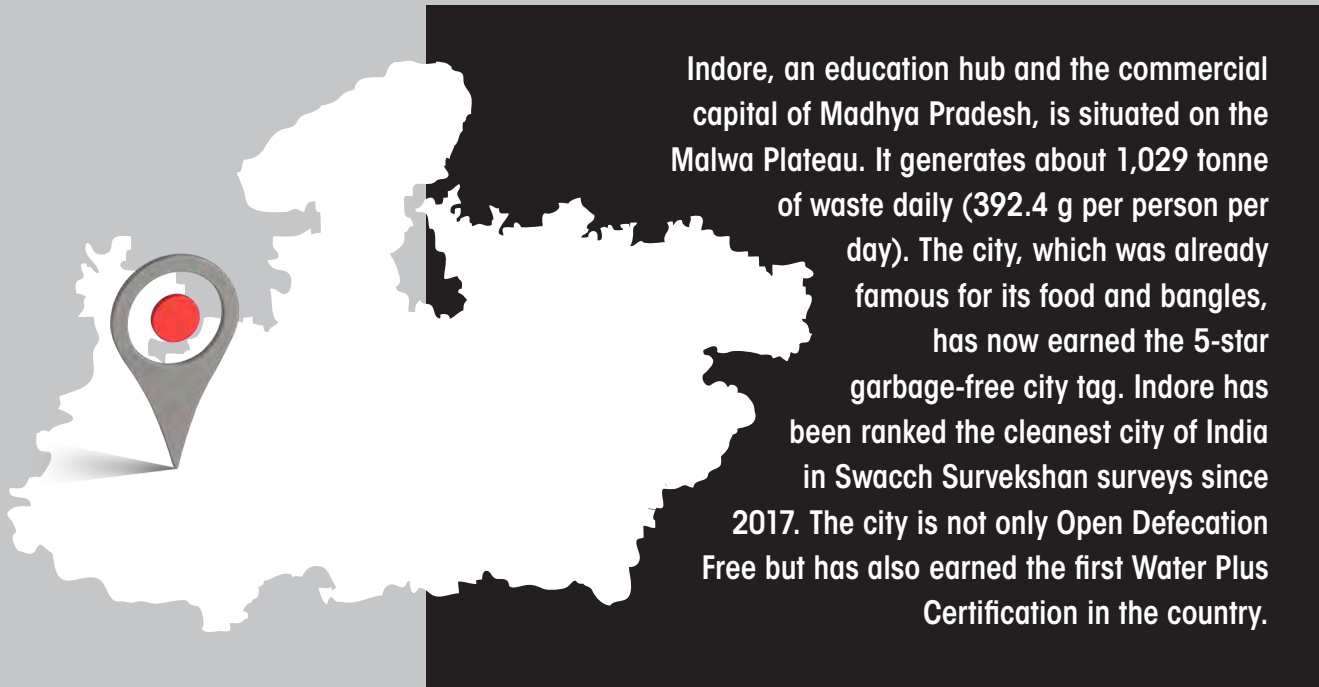 Indore, an education hub and the commercial
capital of Madhya Pradesh, is situated on the
Malwa Plateau. It generates about 1,029 tonne
of waste daily (392.4 g per person per
day). The city, which was already
famous for its food and bangles,
has now earned the 5-star
garbage-free city tag. Indore has
been ranked the cleanest city of India
in Swacch Survekshan surveys since
2017. The city is not only Open Defecation
Free but has also earned the first Water Plus
Certification in the country.